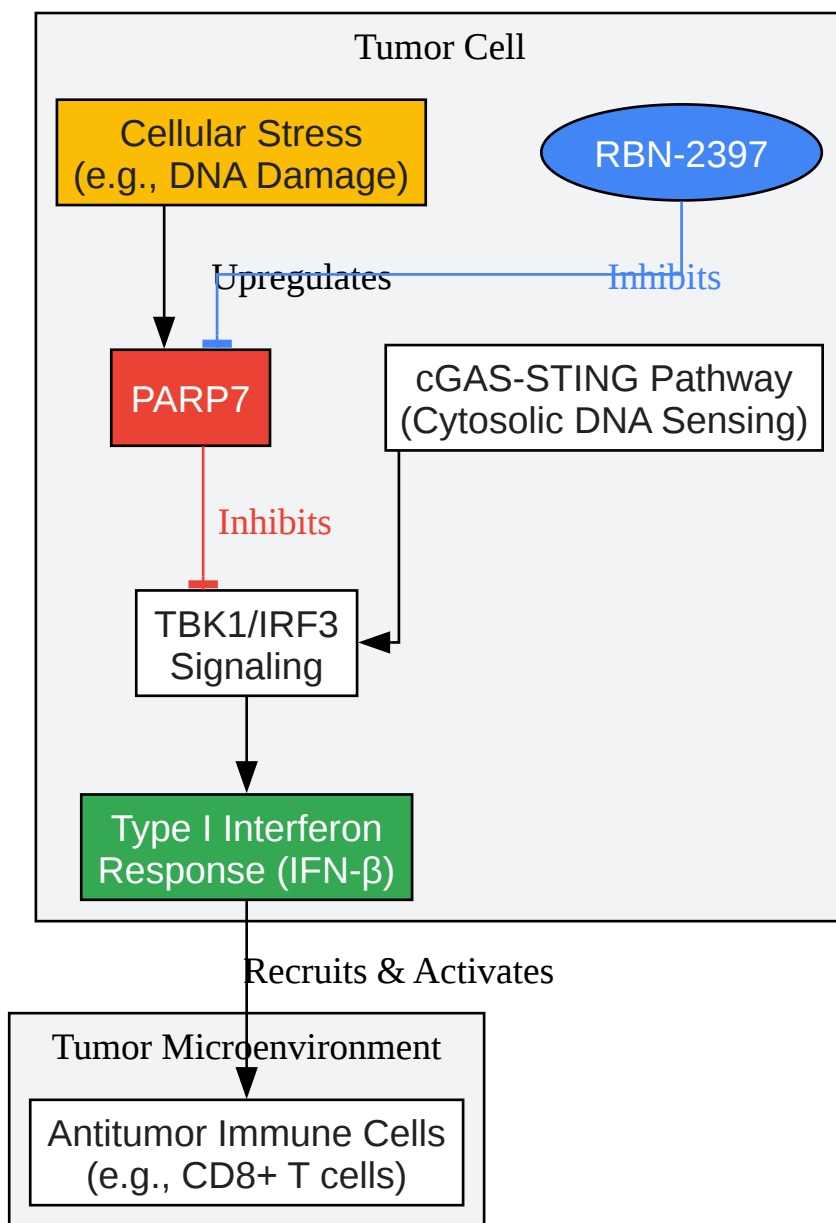 Tumor Cell
Cellular Stress
(e.g., DNA Damage)
RBN-2397
Upregulates
Inhibits
PARP7
cGAS-STING Pathway
(Cytosolic DNA Sensing)
Inhibits
TBK1/IRF3
Signaling
Type I Interferon
Response (IFN-β)
Recruits & Activates
Tumor Microenvironment
Antitumor Immune Cells
(e.g., CD8+ T cells)